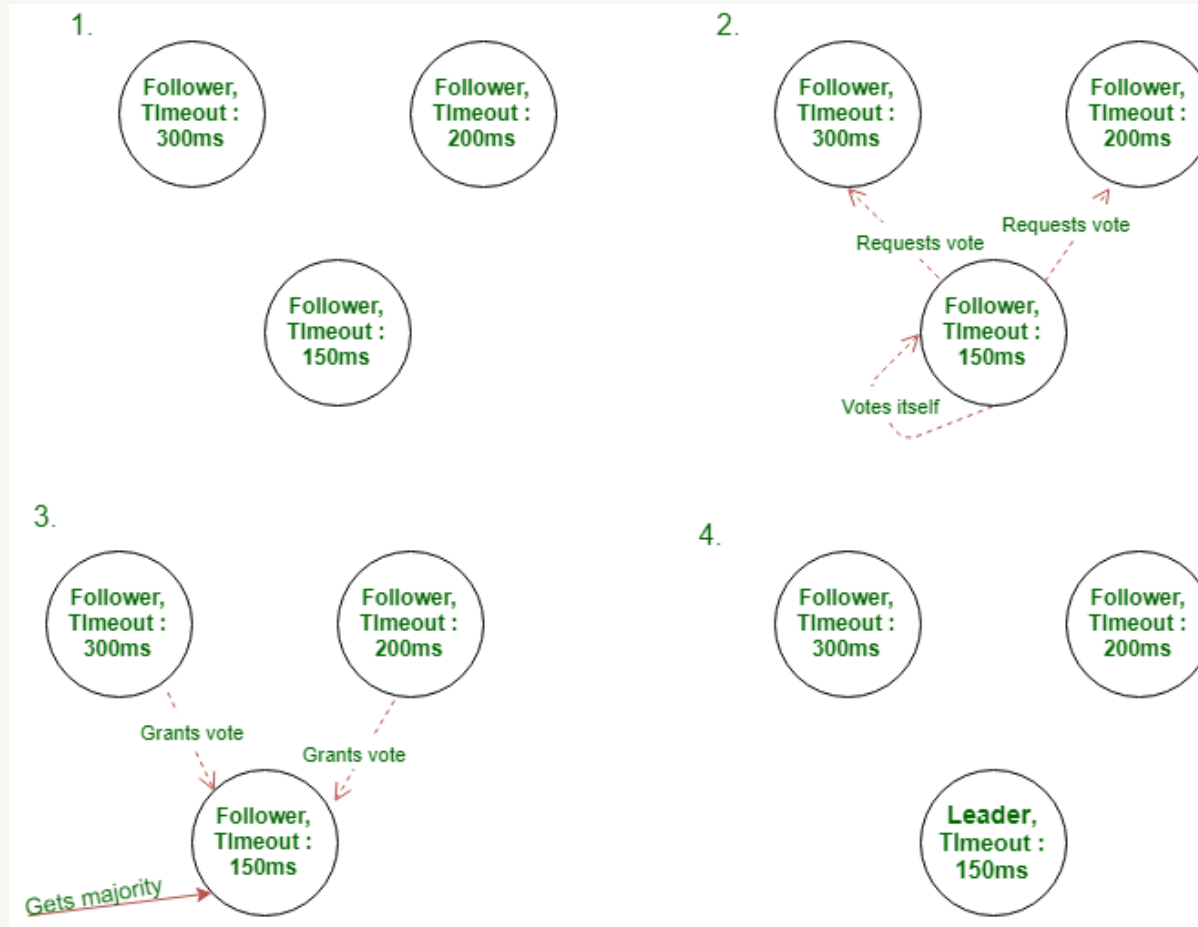 1.
Follower,
TImeout :
300ms
Follower,
TImeout :
200ms
Follower,
TImeout :
150ms
2.
Follower,
TImeout :
300ms
Follower,
TImeout :
200ms
Requests vote
Requests vote
Follower,
TImeout :
150ms
Votes itself
3.
Follower,
TImeout :
300ms
Follower,
TImeout :
200ms
Grants vote
Grants vote
Follower,
TImeout :
150ms
Gets majority
4.
Follower,
TImeout :
300ms
Follower,
TImeout :
200ms
Leader,
TImeout :
150ms